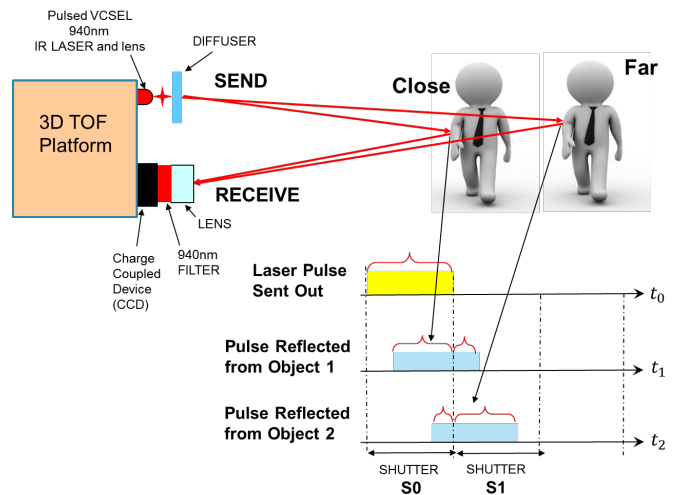 Pulsed VCSEL
940nm
IR LASER and lens
DIFFUSER
SEND
Close
Far
3D TOF
Platform
RECEIVE
LENS
Charge
Coupled
Device
(CCD)
940nm
FILTER
Laser Pulse
Sent Out
t0
Pulse Reflected
from Object 1
t1
Pulse Reflected
from Object 2
t2
SHUTTER
S0
SHUTTER
S1